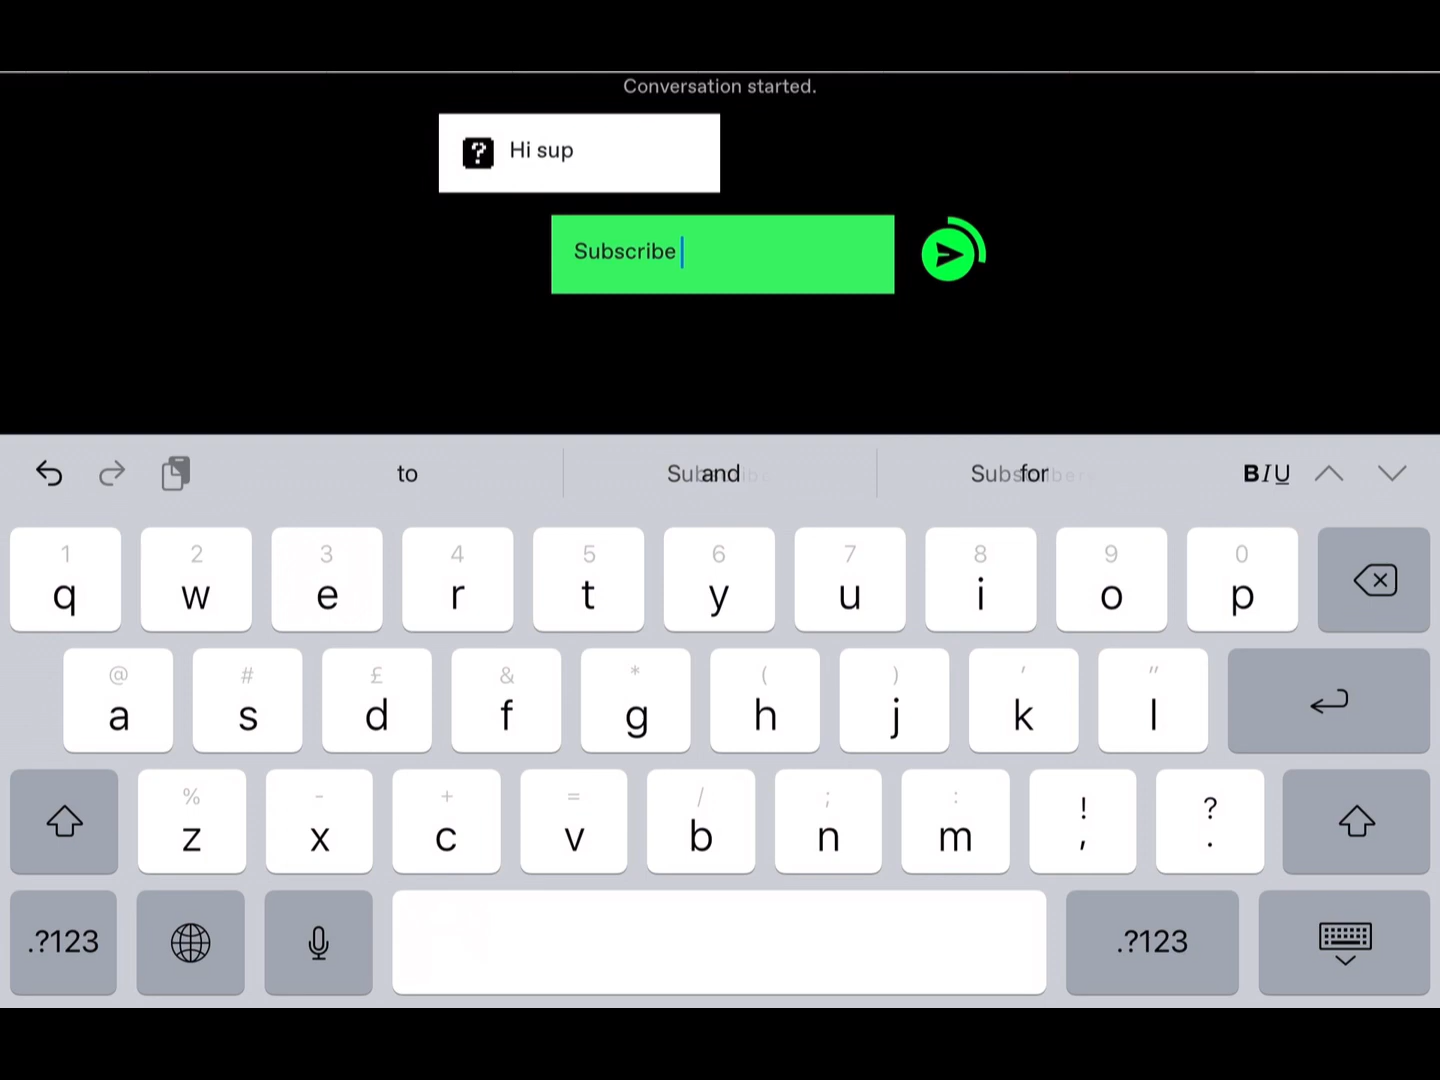 Conversation started.
? Hi sup
Subscribe
to and for BIU
1 2 3 4 5 6 7 8 9 0
q w e r t y u i o p
@ # £ & * ( ) ' "
a s d f g h j k l
% - + = / ; : ! ?
z x c v b n m , .
.?123 .?123